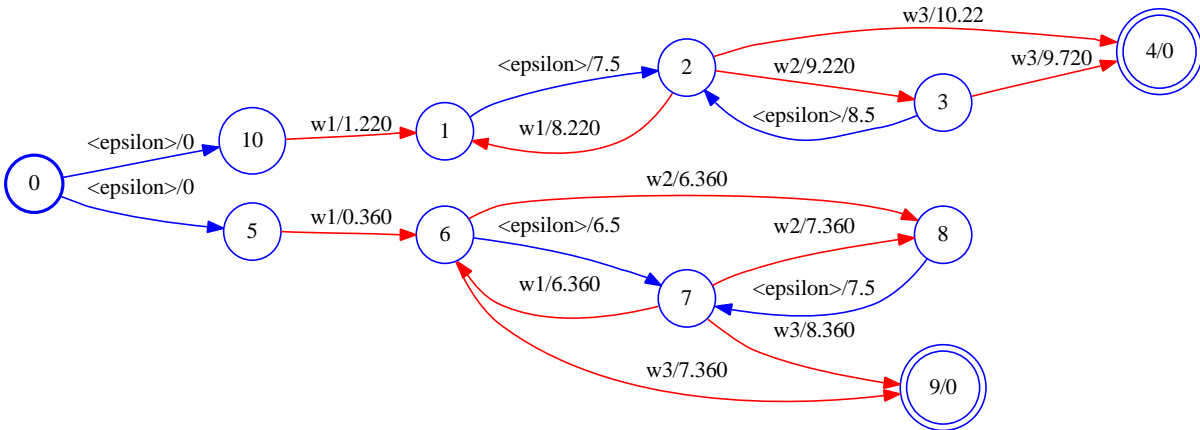 w3/10.22
4/0
<epsilon>/7.5
2
w2/9.220
w3/9.720
3
<epsilon>/0
10
w1/1.220
1
w1/8.220
<epsilon>/8.5
0
<epsilon>/0
w2/6.360
5
w1/0.360
6
<epsilon>/6.5
w2/7.360
8
w1/6.360
7
<epsilon>/7.5
w3/8.360
w3/7.360
9/0